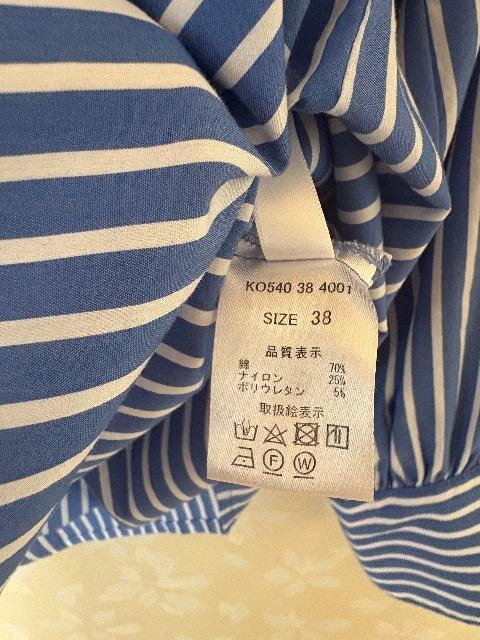 KO540 38 4001
SIZE 38
品質表示
綿 70%
ナイロン 25%
ポリウレタン 5%
取扱絵表示
F W